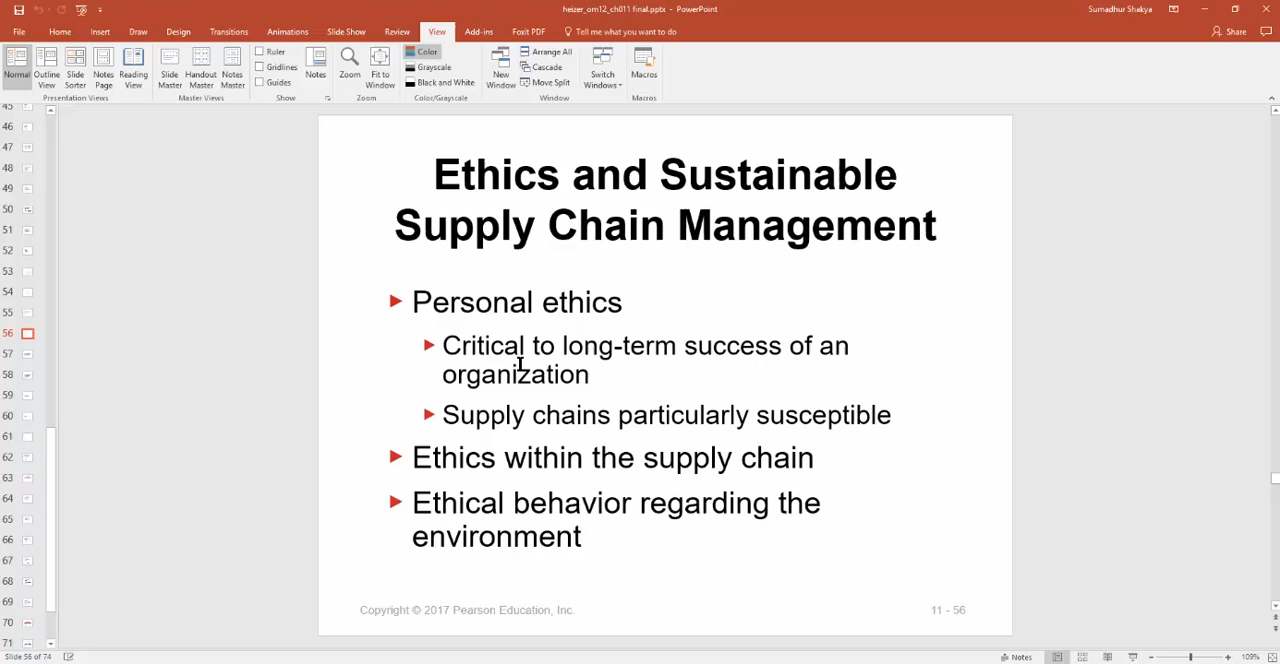 heizer_om12_ch011 final.pptx - PowerPoint
Sumadhur Shakya
File Home Insert Draw Design Transitions Animations Slide Show Review View Add-ins Foxit PDF Tell me what you want to do
Share
Normal Outline View Slide Sorter Notes Page Reading View
Presentation Views
Slide Master Handout Master Notes Master
Master Views
Ruler
Gridlines
Guides
Notes
Show
Zoom Fit to Window
Zoom
Color
Grayscale
Black and White
Color/Grayscale
New Window
Arrange All
Cascade
Move Split
Switch Windows
Window
Macros
Macros
45
46
47
48
49
50
51
52
53
54
55
56
57
58
59
60
61
62
63
64
65
66
67
68
69
70
71
Ethics and Sustainable
Supply Chain Management
Personal ethics
Critical to long-term success of an
organization
Supply chains particularly susceptible
Ethics within the supply chain
Ethical behavior regarding the
environment
Copyright © 2017 Pearson Education, Inc.
11 - 56
Slide 56 of 74
Notes
109%